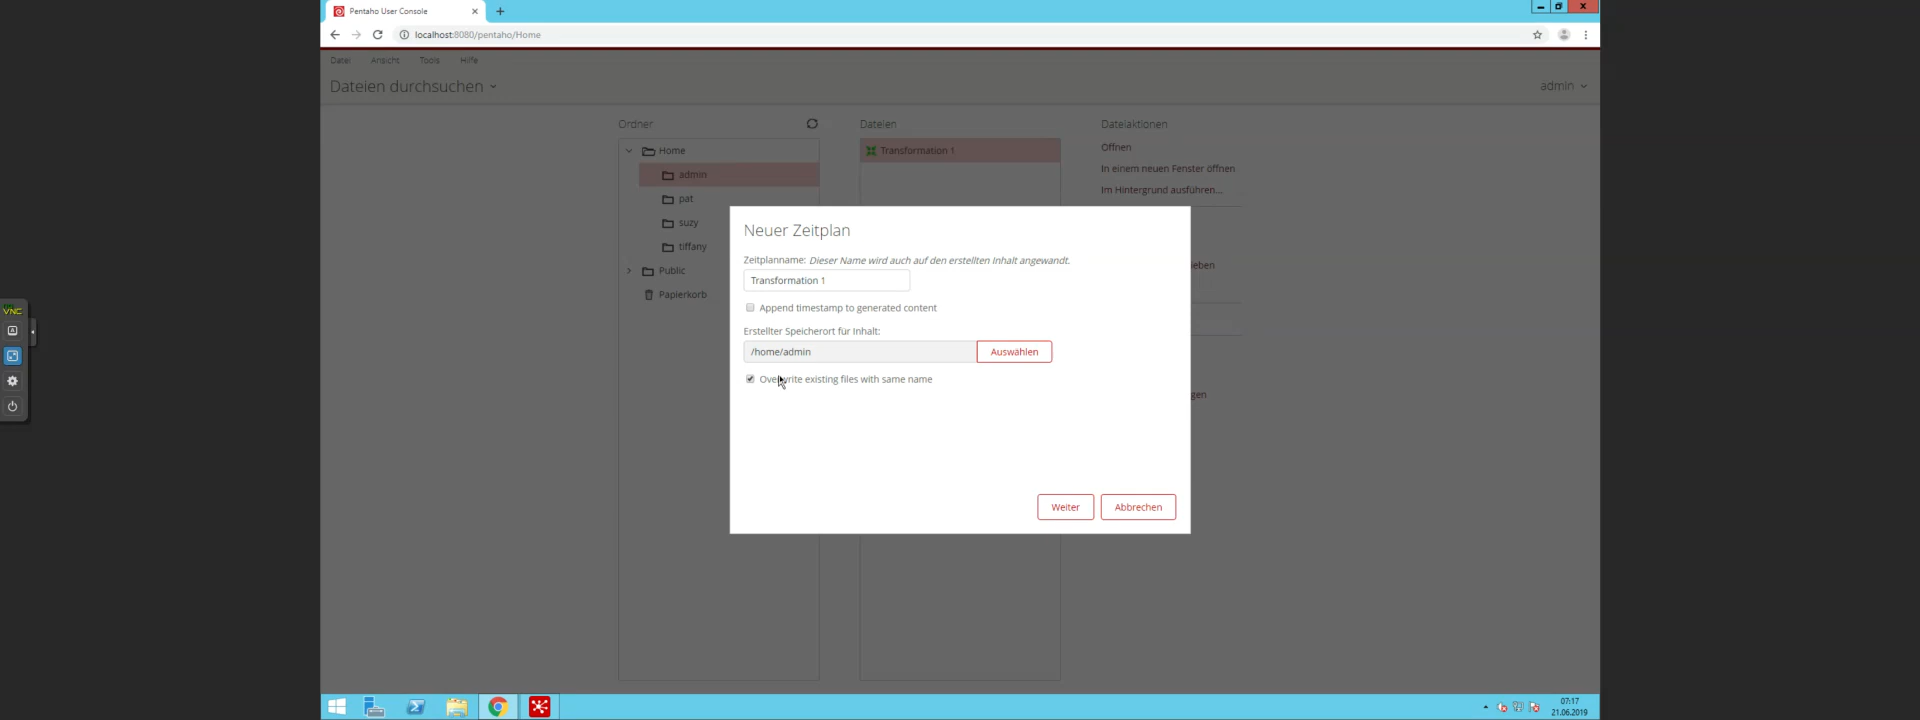 Pentaho User Console
localhost:8080/pentaho/Home
Datei Ansicht Tools Hilfe
Dateien durchsuchen
admin
Ordner
Dateien
Dateiaktionen
Home
admin
pat
suzy
tiffany
Public
Papierkorb
Transformation 1
Öffnen
In einem neuen Fenster öffnen
Im Hintergrund ausführen...
ieben
gen
Neuer Zeitplan
Zeitplanname: Dieser Name wird auch auf den erstellten Inhalt angewandt.
Transformation 1
Append timestamp to generated content
Erstellter Speicherort für Inhalt:
/home/admin
Auswählen
Overwrite existing files with same name
Weiter
Abbrechen
VNC
07:17
21.06.2019